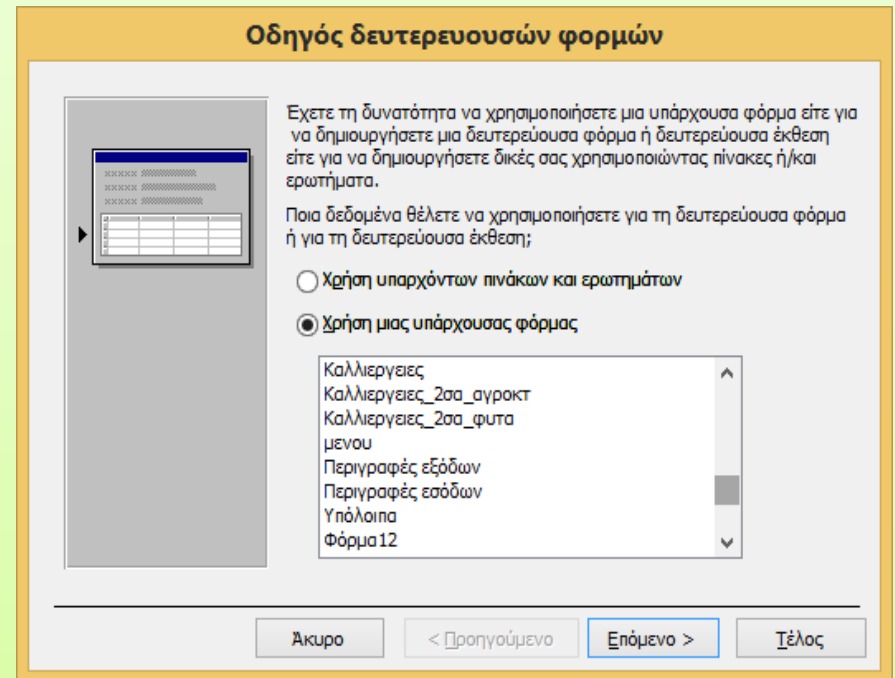 Οδηγός δευτερευουσών φορμών
Έχετε τη δυνατότητα να χρησιμοποιήσετε μια υπάρχουσα φόρμα είτε για
να δημιουργήσετε μια δευτερεύουσα φόρμα ή δευτερεύουσα έκθεση
είτε για να δημιουργήσετε δικές σας χρησιμοποιώντας πίνακες ή/και
ερωτήματα.
Ποια δεδομένα θέλετε να χρησιμοποιήσετε για τη δευτερεύουσα φόρμα
ή για τη δευτερεύουσα έκθεση;
Χρήση υπαρχόντων πινάκων και ερωτημάτων
Χρήση μιας υπάρχουσας φόρμας
Καλλιεργειες
Καλλιεργειες_2σα_αγροκτ
Καλλιεργειες_2σα_φυτα
μενου
Περιγραφές εξόδων
Περιγραφές εσόδων
Υπόλοιπα
Φόρμα12
Άκυρο
< Προηγούμενο
Επόμενο >
Τέλος